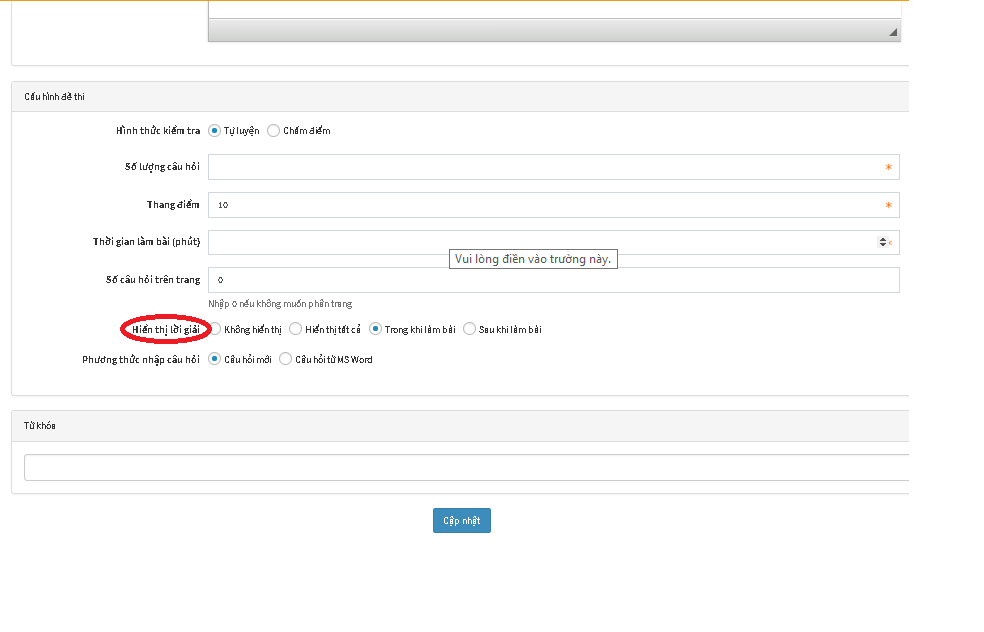 Cấu hình đề thi
Hình thức kiểm tra Tự luyện Chấm điểm
Số lượng câu hỏi *
Thang điểm 10 *
Thời gian làm bài (phút)
Vui lòng điền vào trường này.
Số câu hỏi trên trang 0
Nhập 0 nếu không muốn phân trang
Hiển thị lời giải Không hiển thị Hiển thị tất cả Trong khi làm bài Sau khi làm bài
Phương thức nhập câu hỏi Câu hỏi mới Câu hỏi từ MS Word
Từ khóa
Cập nhật